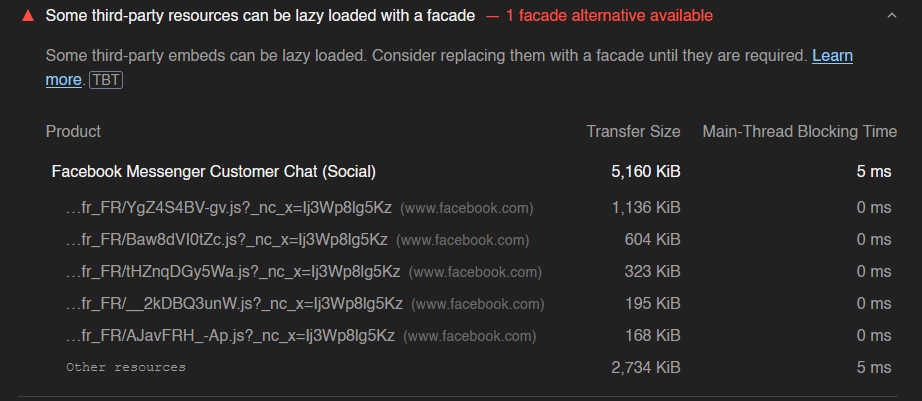 Some third-party resources can be lazy loaded with a facade — 1 facade alternative available
Some third-party embeds can be lazy loaded. Consider replacing them with a facade until they are required. Learn
more. TBT
Product Transfer Size Main-Thread Blocking Time
Facebook Messenger Customer Chat (Social) 5,160 KiB 5 ms
…fr_FR/YgZ4S4BV-gv.js?_nc_x=Ij3Wp8lg5Kz (www.facebook.com) 1,136 KiB 0 ms
…fr_FR/Baw8dVI0tZc.js?_nc_x=Ij3Wp8lg5Kz (www.facebook.com) 604 KiB 0 ms
…fr_FR/tHZnqDGy5Wa.js?_nc_x=Ij3Wp8lg5Kz (www.facebook.com) 323 KiB 0 ms
…fr_FR/__2kDBQ3unW.js?_nc_x=Ij3Wp8lg5Kz (www.facebook.com) 195 KiB 0 ms
…fr_FR/AJavFRH_-Ap.js?_nc_x=Ij3Wp8lg5Kz (www.facebook.com) 168 KiB 0 ms
Other resources 2,734 KiB 5 ms